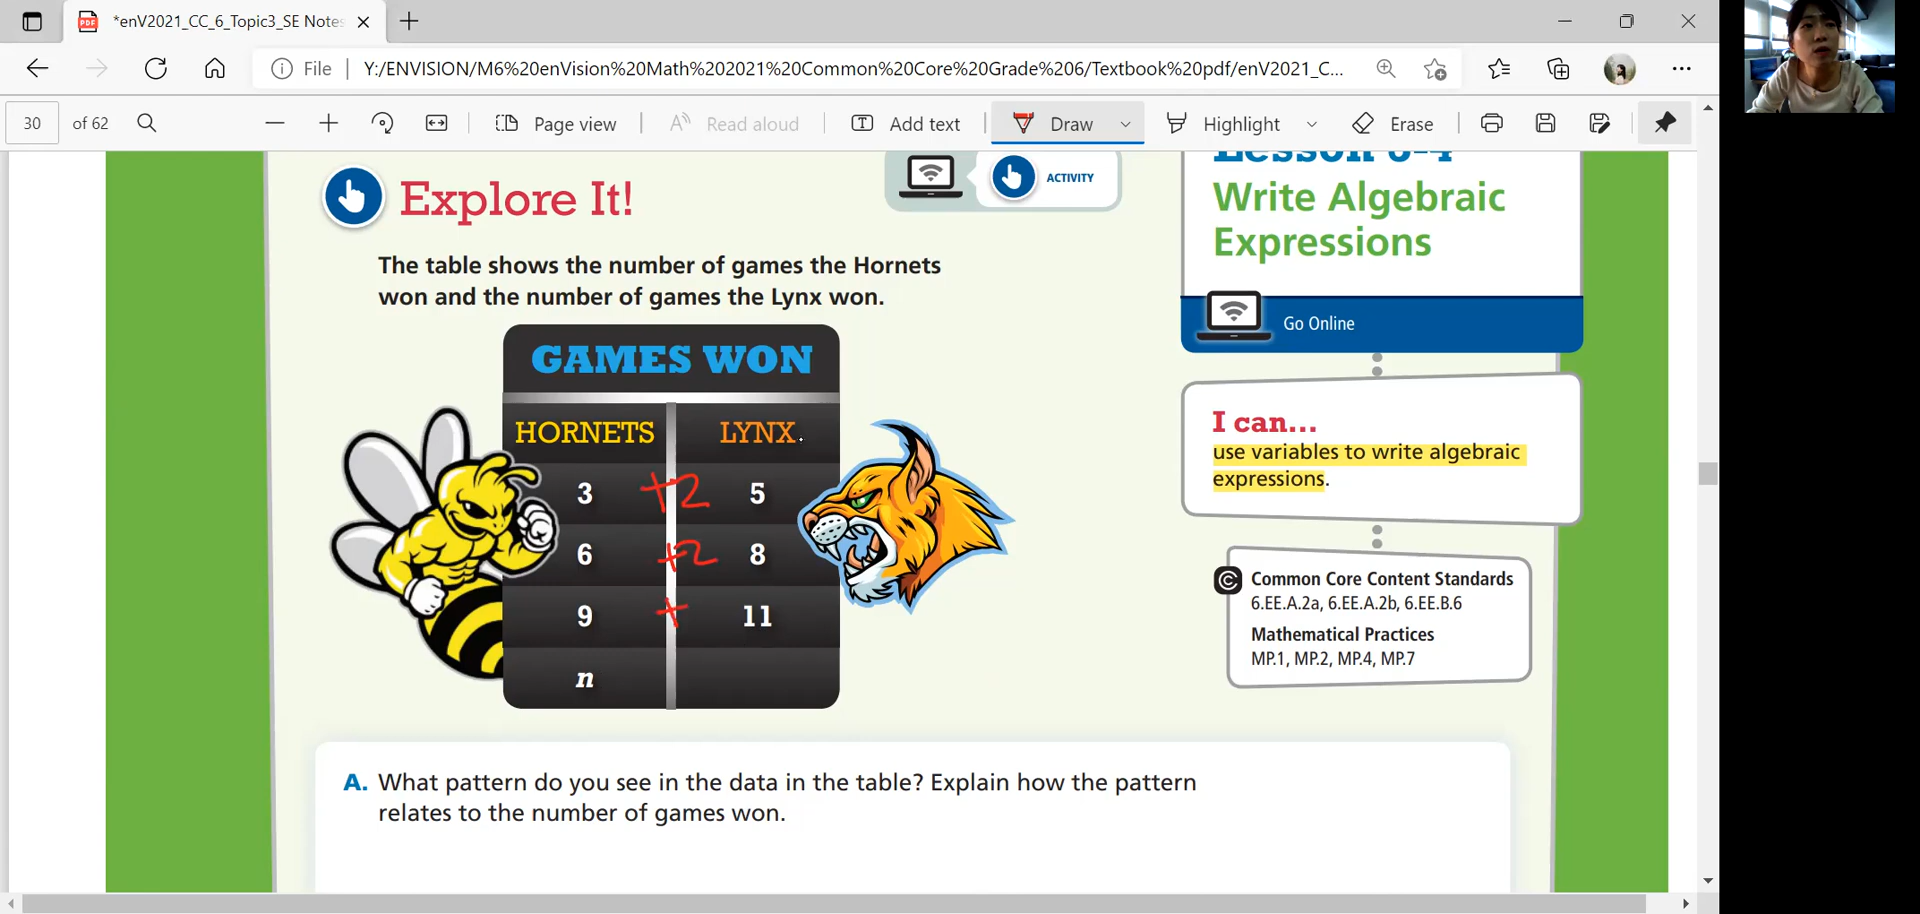 *enV2021_CC_6_Topic3_SE Notes
File
Y:/ENVISION/M6%20enVision%20Math%202021%20Common%20Core%20Grade%206/Textbook%20pdf/enV2021_C...
30 of 62
Page view
Read aloud
Add text
Draw
Highlight
Erase
Explore It!
ACTIVITY
The table shows the number of games the Hornets
won and the number of games the Lynx won.
GAMES WON
HORNETS LYNX
3 +2 5
6 +2 8
9 + 11
n
A. What pattern do you see in the data in the table? Explain how the pattern
relates to the number of games won.
Lesson 3-4
Write Algebraic
Expressions
Go Online
I can...
use variables to write algebraic
expressions.
Common Core Content Standards
6.EE.A.2a, 6.EE.A.2b, 6.EE.B.6
Mathematical Practices
MP.1, MP.2, MP.4, MP.7